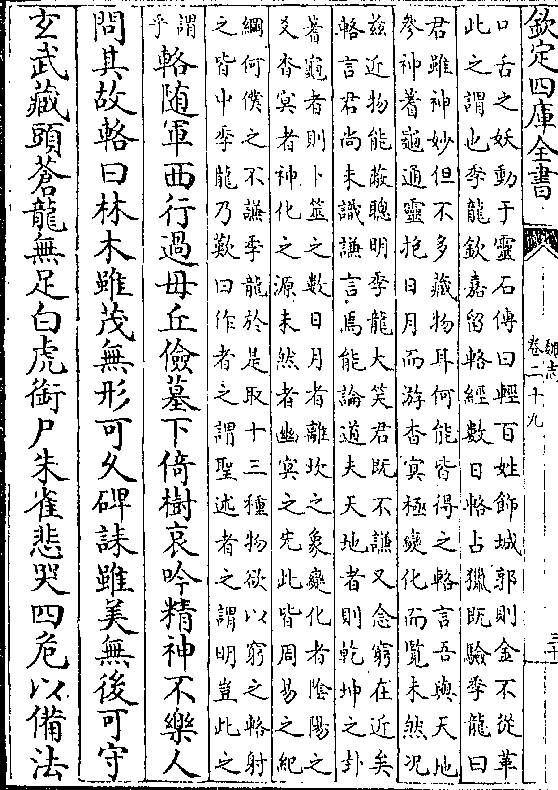 欽定四庫全書
魏志
卷二十九
三十
口舌之妖動于靈石傳曰輕百姓飾城郭則金不從革
此之謂也季龍欽嘉留輅經數日輅占獵既驗季龍曰
君雖神妙但不多藏物耳何能皆得之輅言吾與天地
參神蓍龜通靈抱日月而游杳冥極變化而覽未然况
兹近物能蔽聰明季龍大笑君既不謙又念窮在近矣
輅言君尚未識謙言焉能論道夫天地者則乾坤之卦
蓍龜者則卜筮之數日月者離坎之象變化者陰陽之
爻杳冥者神化之源未然者幽冥之先此皆周易之紀
綱何僕之不謙季龍於是取十三種物欲以窮之輅射
之皆中季龍乃歎曰作者之謂聖述者之謂明豈此之
謂乎輅随軍西行過毋丘儉墓下倚樹哀吟精神不樂人
問其故輅曰林木雖茂無形可久碑誄雖美無後可守
玄武藏頭蒼龍無足白虎銜尸朱雀悲哭四危以備法